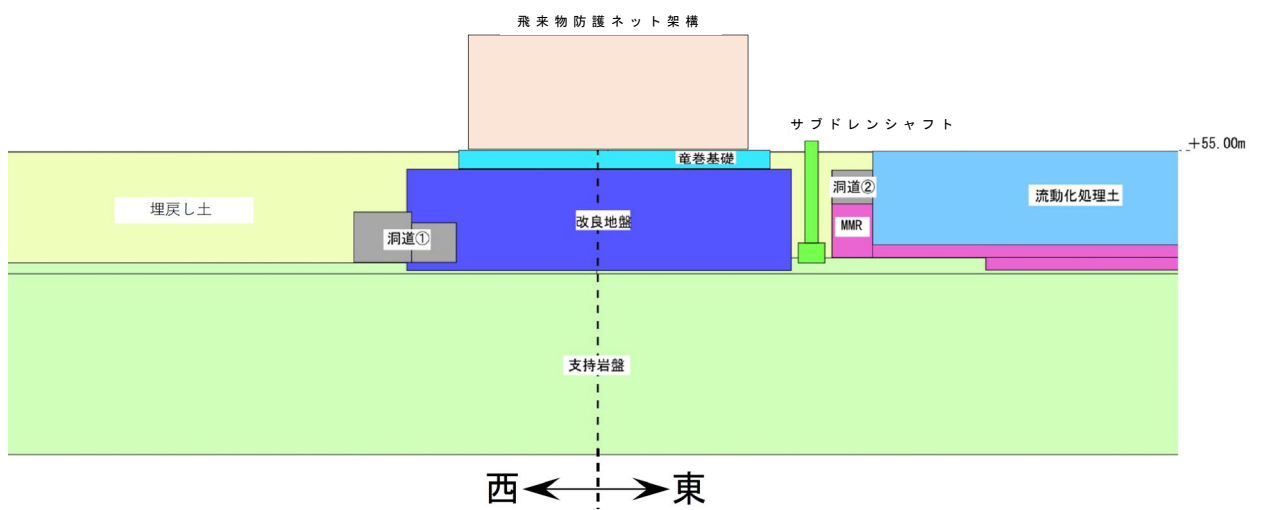 飛来物防護ネット架構
サブドレンシャフト
+55.00m
竜巻基礎
洞道②
流動化処理土
埋戻し土
改良地盤
MMR
洞道①
支持岩盤
西
東